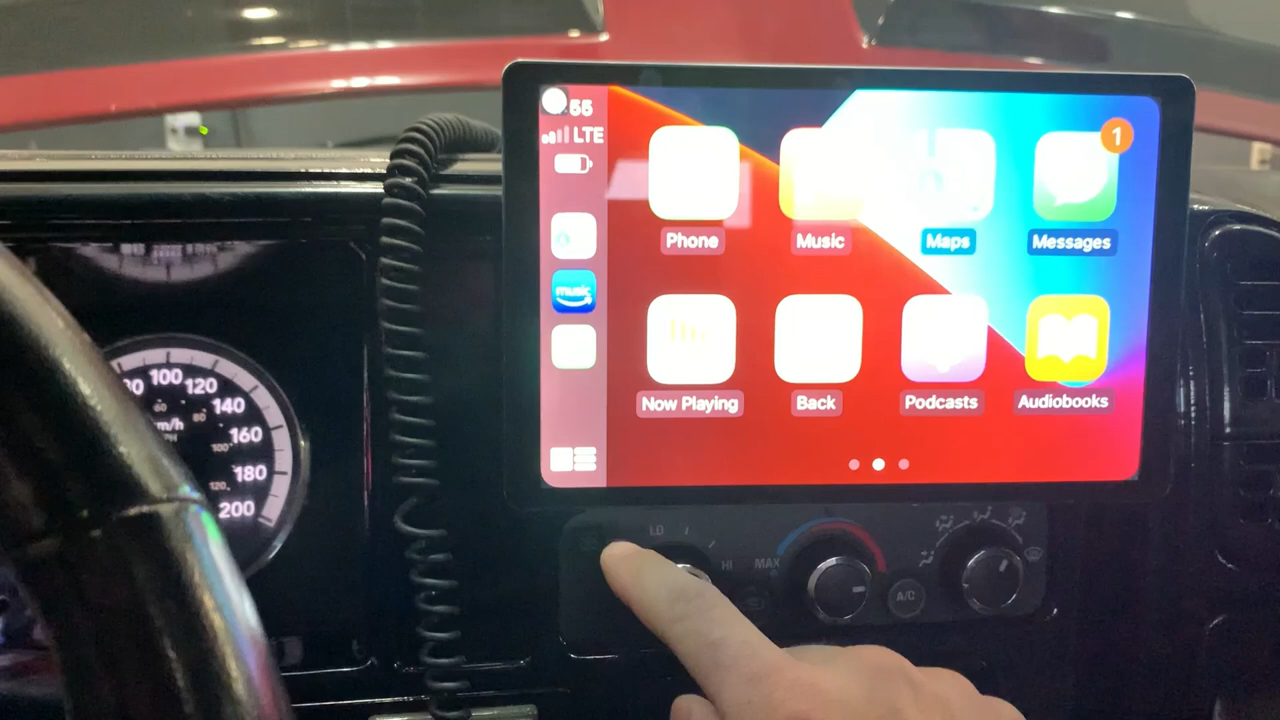 :55
LTE
1
Phone
Music
Maps
Messages
music
Now Playing
Back
Podcasts
Audiobooks
100
120
140
160
180
200
60
80
100
120
km/h
LO
HI
MAX
A/C